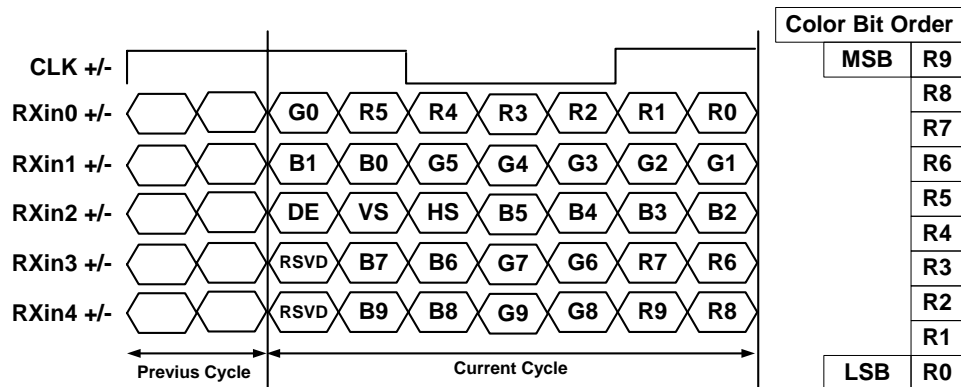 Color Bit Order
MSB R9
R8
R7
R6
R5
R4
R3
R2
R1
LSB R0
CLK +/-
RXin0 +/- G0 R5 R4 R3 R2 R1 R0
RXin1 +/- B1 B0 G5 G4 G3 G2 G1
RXin2 +/- DE VS HS B5 B4 B3 B2
RXin3 +/- RSVD B7 B6 G7 G6 R7 R6
RXin4 +/- RSVD B9 B8 G9 G8 R9 R8
Previus Cycle Current Cycle